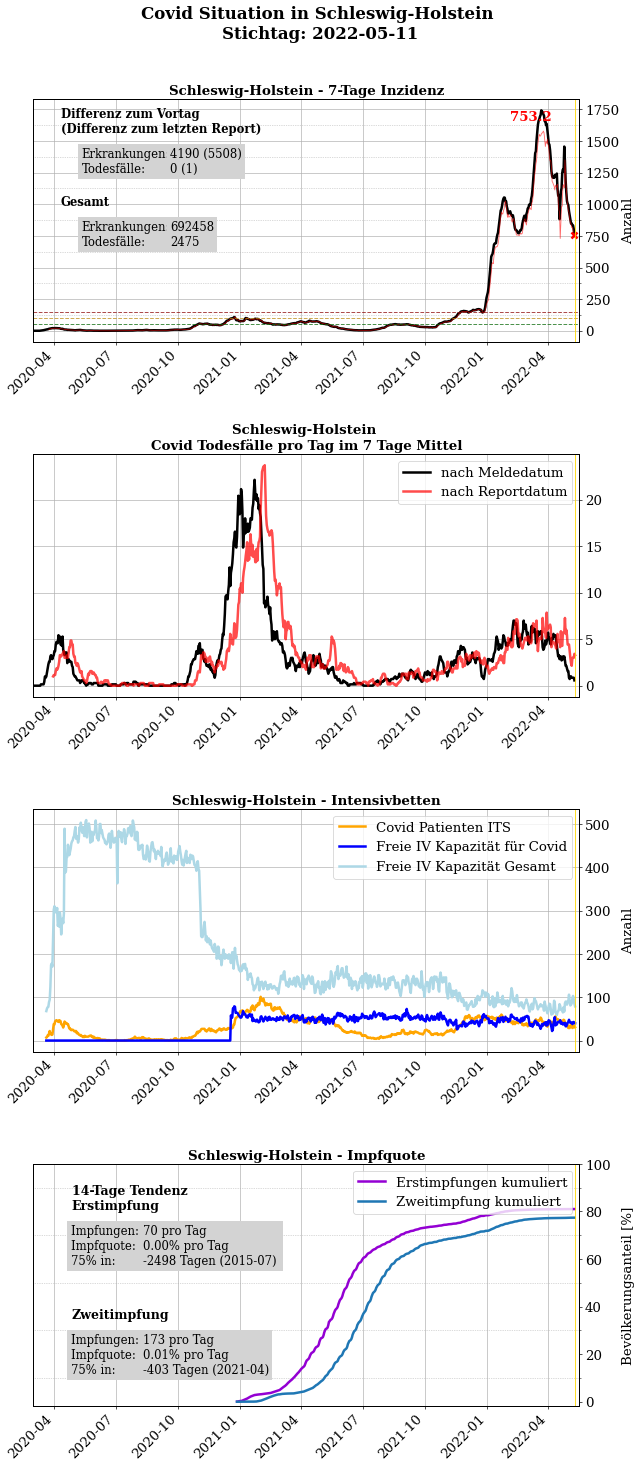 Covid Situation in Schleswig-Holstein
Stichtag: 2022-05-11
Schleswig-Holstein - 7-Tage Inzidenz
Differenz zum Vortag
(Differenz zum letzten Report)
Erkrankungen 4190 (5508)
Todesfälle: 0 (1)
Gesamt
Erkrankungen 692458
Todesfälle: 2475
753.2
1750
1500
1250
1000
750
500
250
0
Anzahl
2020-04
2020-07
2020-10
2021-01
2021-04
2021-07
2021-10
2022-01
2022-04
Schleswig-Holstein
Covid Todesfälle pro Tag im 7 Tage Mittel
nach Meldedatum
nach Reportdatum
20
15
10
5
0
2020-04
2020-07
2020-10
2021-01
2021-04
2021-07
2021-10
2022-01
2022-04
Schleswig-Holstein - Intensivbetten
Covid Patienten ITS
Freie IV Kapazität für Covid
Freie IV Kapazität Gesamt
500
400
300
200
100
0
Anzahl
2020-04
2020-07
2020-10
2021-01
2021-04
2021-07
2021-10
2022-01
2022-04
Schleswig-Holstein - Impfquote
14-Tage Tendenz
Erstimpfung
Impfungen: 70 pro Tag
Impfquote: 0.00% pro Tag
75% in: -2498 Tagen (2015-07)
Zweitimpfung
Impfungen: 173 pro Tag
Impfquote: 0.01% pro Tag
75% in: -403 Tagen (2021-04)
Erstimpfungen kumuliert
Zweitimpfung kumuliert
100
80
60
40
20
0
Bevölkerungsanteil [%]
2020-04
2020-07
2020-10
2021-01
2021-04
2021-07
2021-10
2022-01
2022-04